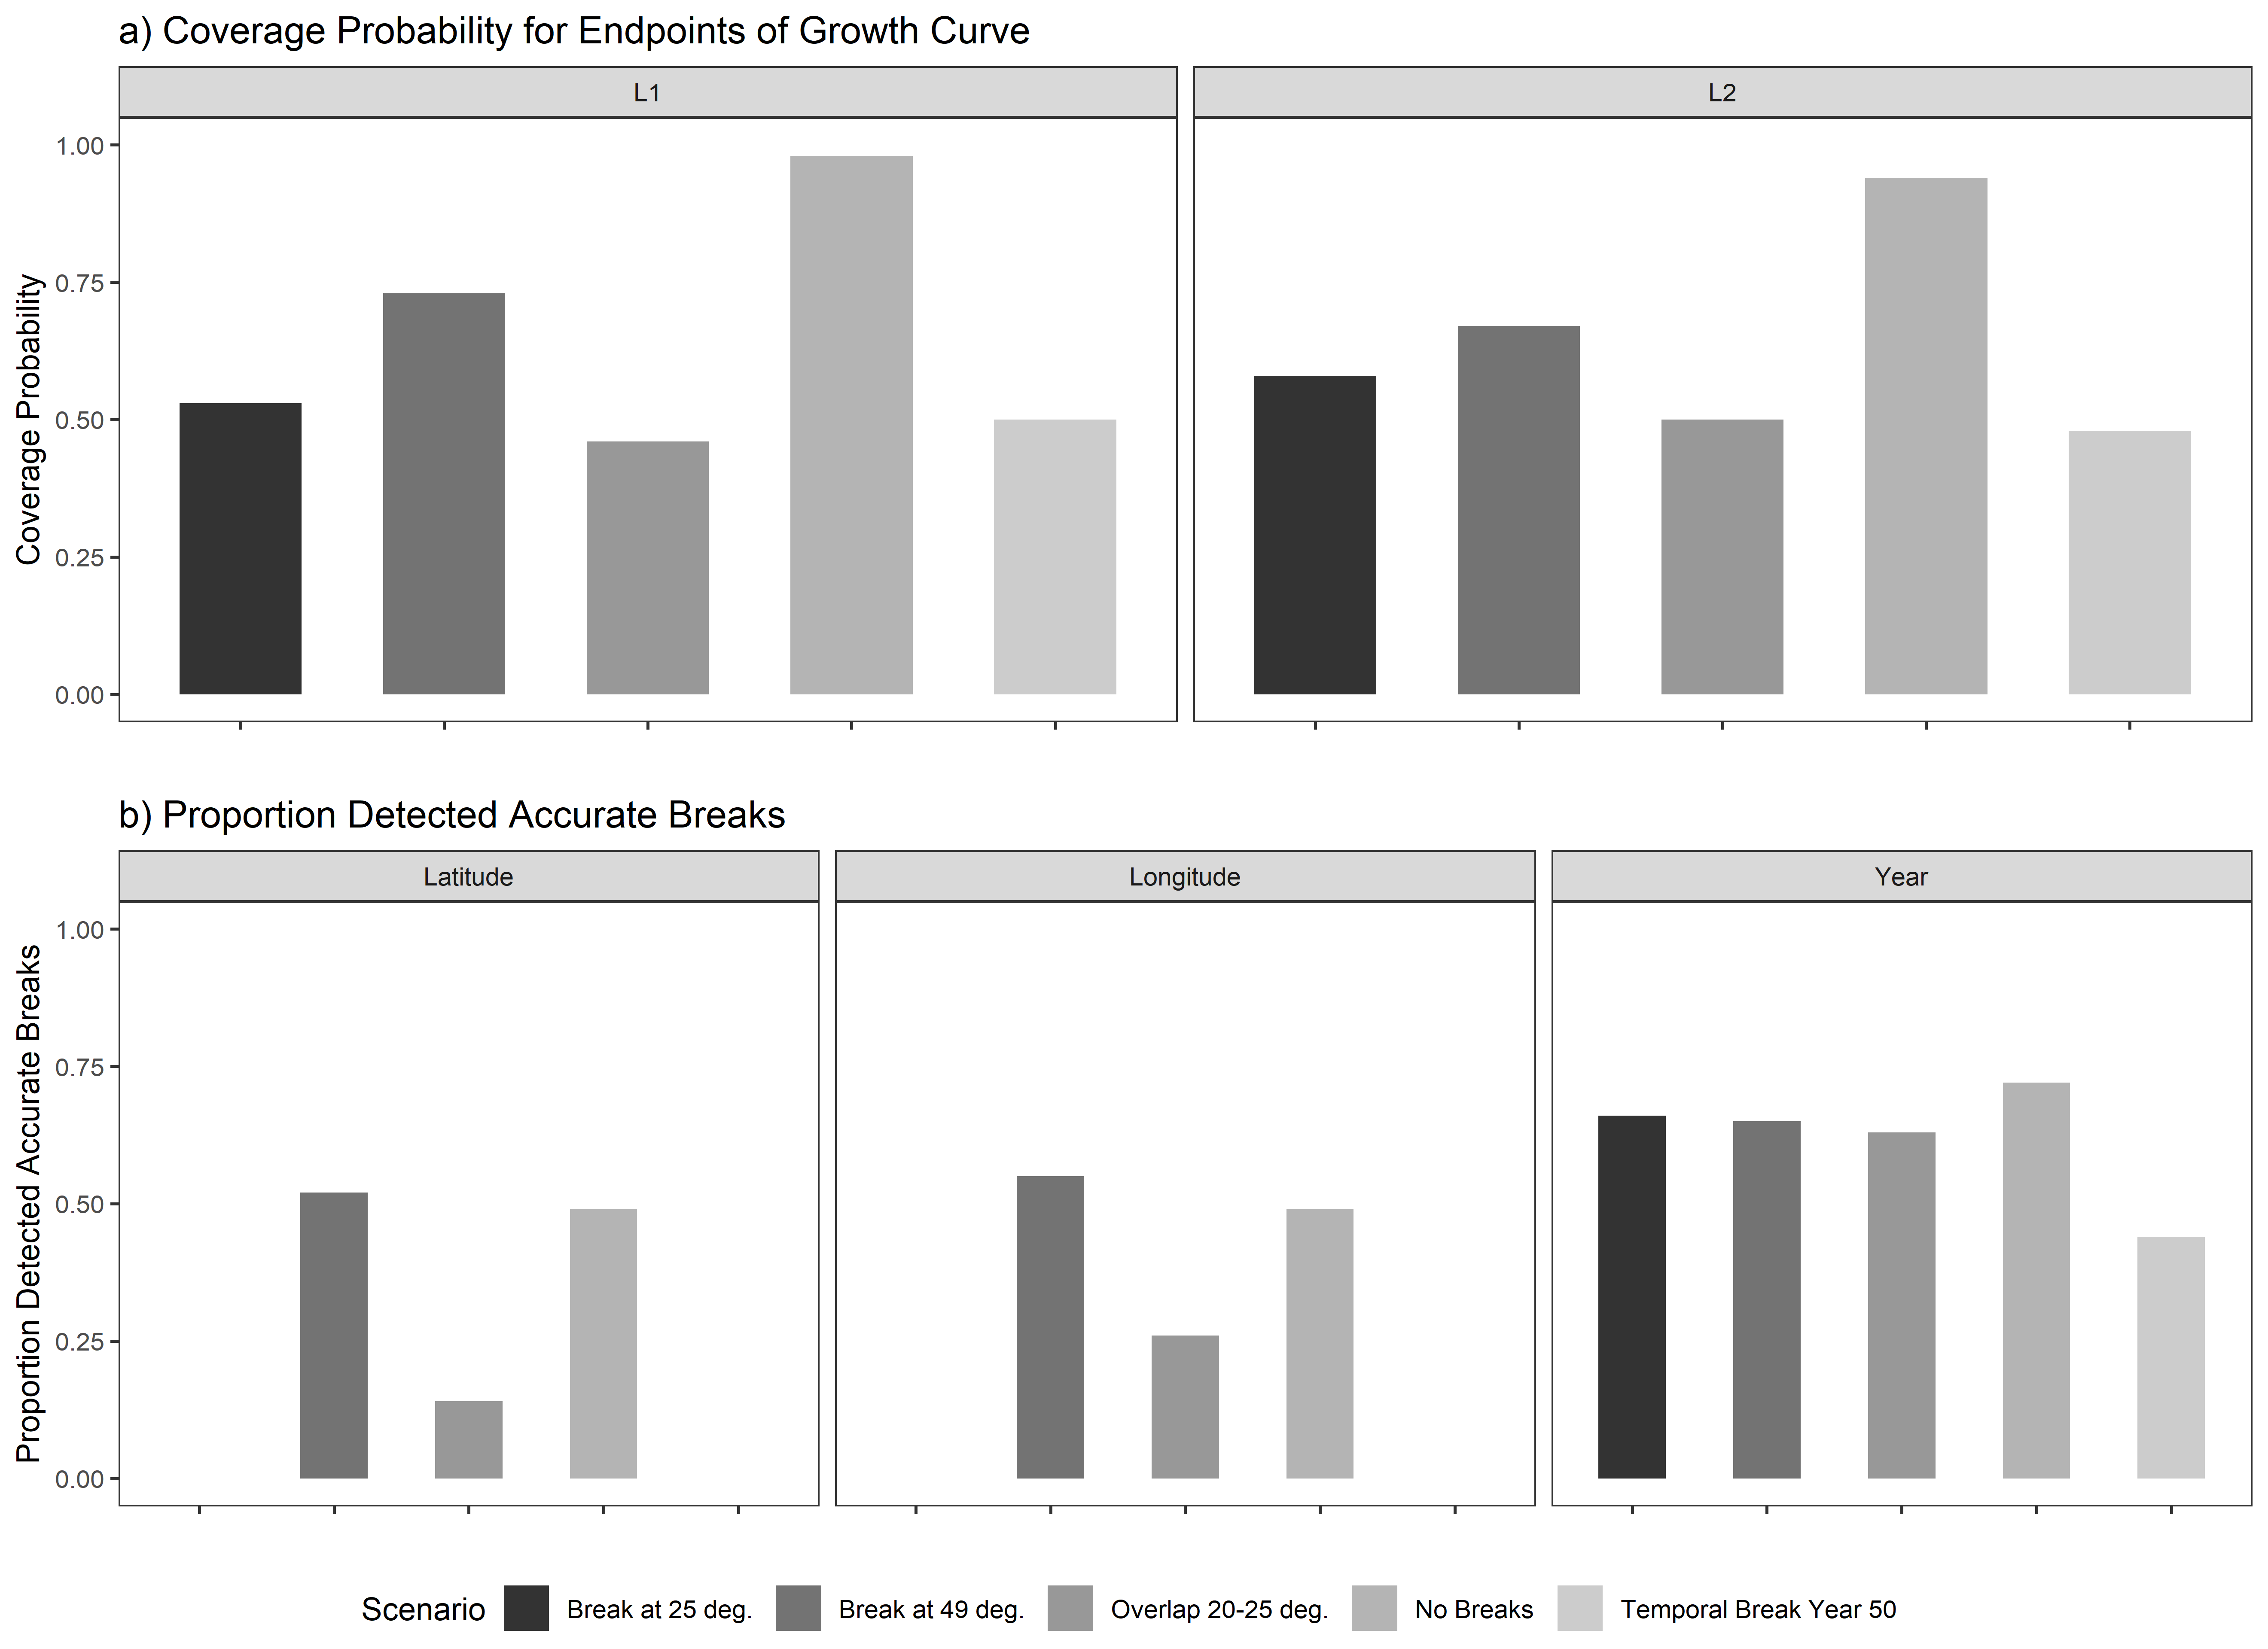 a) Coverage Probability for Endpoints of Growth Curve
L1
L2
Coverage Probability
1.00
0.75
0.50
0.25
0.00
b) Proportion Detected Accurate Breaks
Latitude
Longitude
Year
Proportion Detected Accurate Breaks
1.00
0.75
0.50
0.25
0.00
Scenario Break at 25 deg. Break at 49 deg. Overlap 20-25 deg. No Breaks Temporal Break Year 50